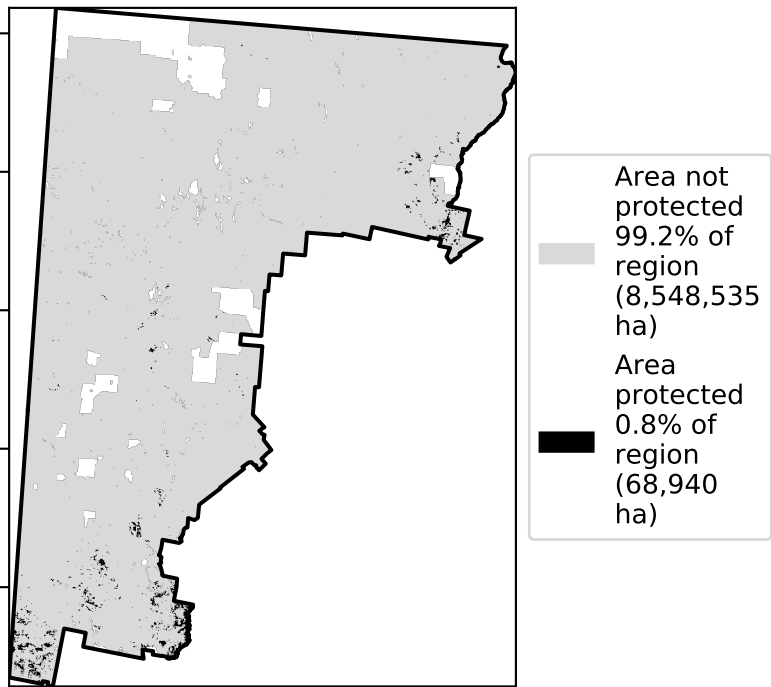 Area not
protected
99.2% of
region
(8,548,535
ha)
Area
protected
0.8% of
region
(68,940
ha)